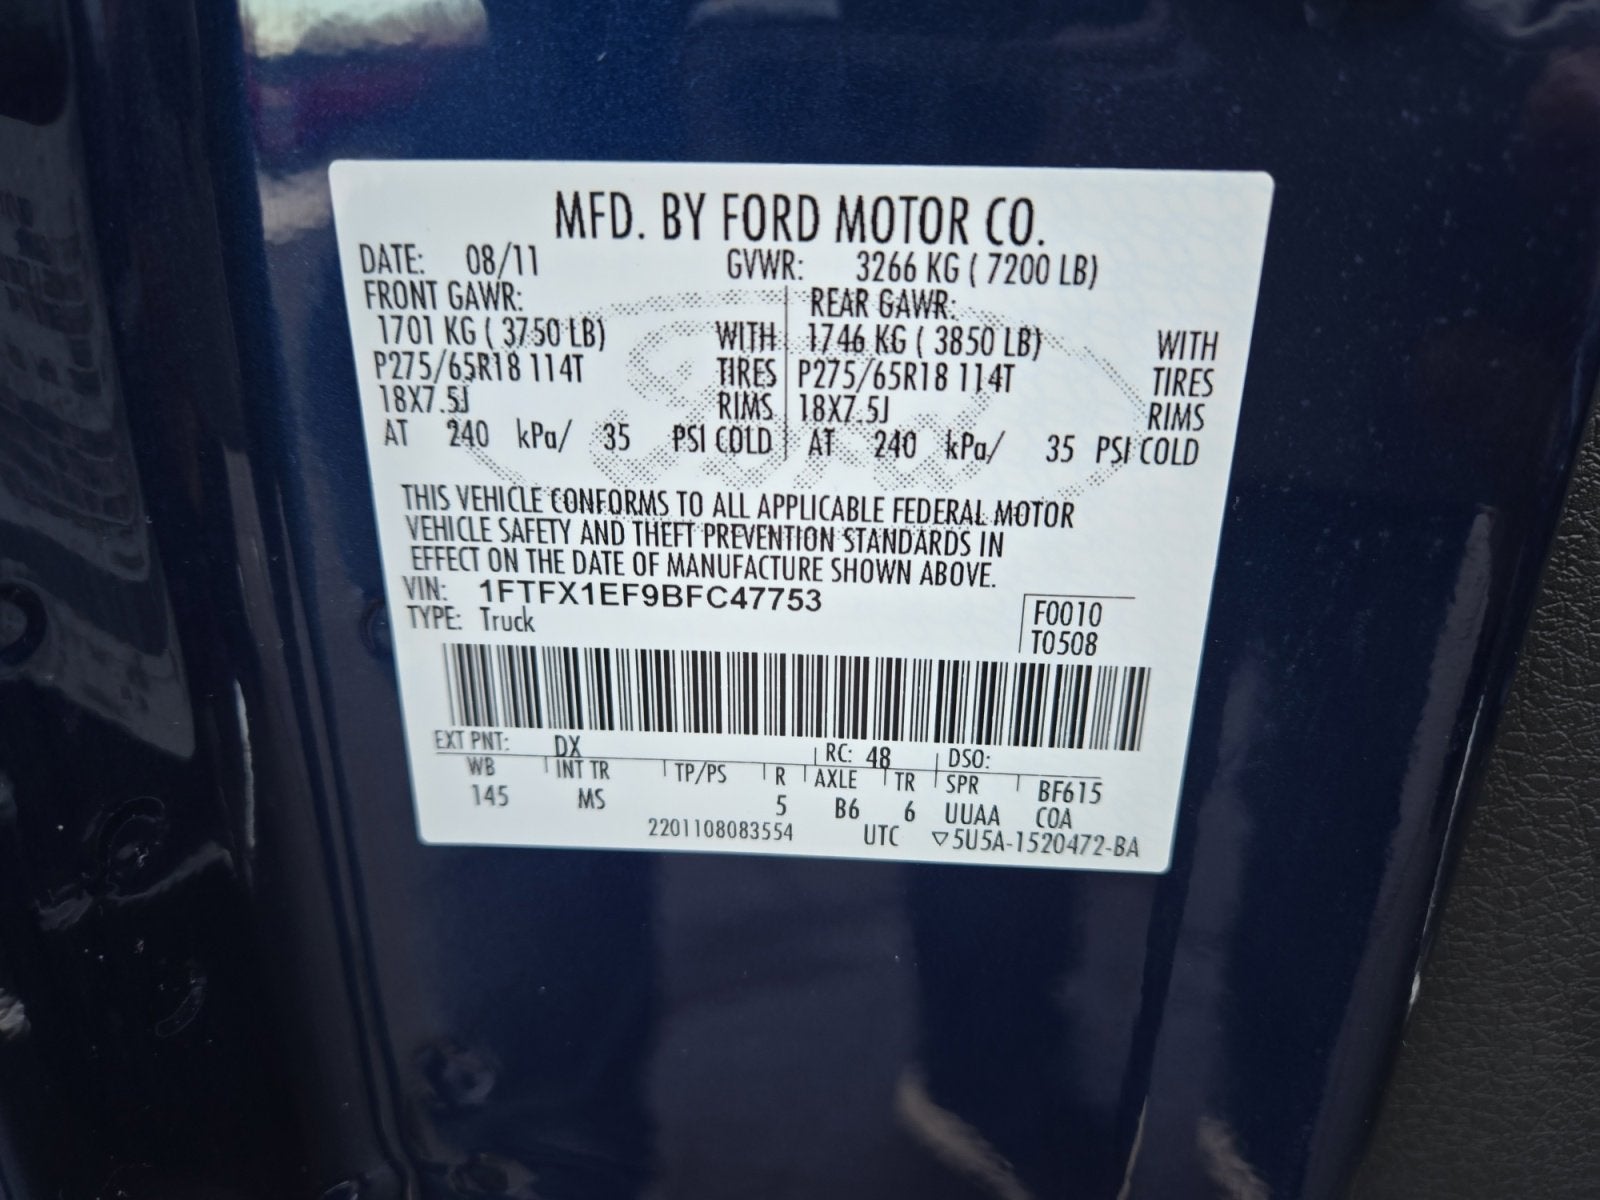 MFD. BY FORD MOTOR CO.
DATE: 08/11 GVWR: 3266 KG ( 7200 LB)
FRONT GAWR: REAR GAWR:
1701 KG ( 3750 LB) WITH 1746 KG ( 3850 LB) WITH
P275/65R18 114T TIRES P275/65R18 114T TIRES
18X7.5J RIMS 18X7.5J RIMS
AT 240 kPa/ 35 PSI COLD AT 240 kPa/ 35 PSI COLD
THIS VEHICLE CONFORMS TO ALL APPLICABLE FEDERAL MOTOR
VEHICLE SAFETY AND THEFT PREVENTION STANDARDS IN
EFFECT ON THE DATE OF MANUFACTURE SHOWN ABOVE.
VIN: 1FTFX1EF9BFC47753 F0010
TYPE: Truck T0508
EXT PNT: DX RC: 48 DSO:
WB INT TR TP/PS R AXLE TR SPR BF615
145 MS 5 B6 6 UUAA COA
2201108083554 UTC ▽5U5A-1520472-BA